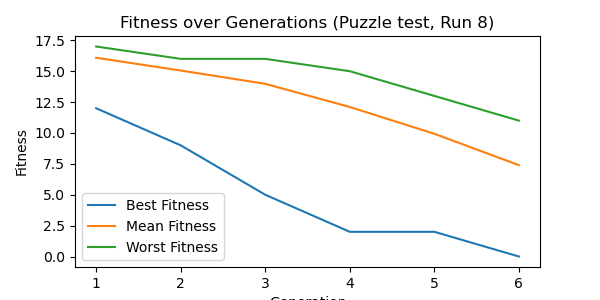 Fitness over Generations (Puzzle test, Run 8)
17.5
15.0
12.5
10.0
7.5
5.0
2.5
0.0
Fitness
Best Fitness
Mean Fitness
Worst Fitness
1 2 3 4 5 6
Generation